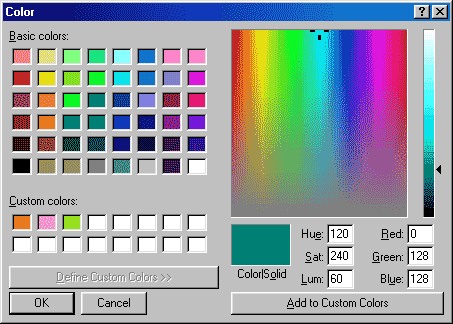 Color
Basic colors:
Custom colors:
Define Custom Colors >>
OK
Cancel
Color|Solid
Hue: 120
Sat: 240
Lum: 60
Red: 0
Green: 128
Blue: 128
Add to Custom Colors